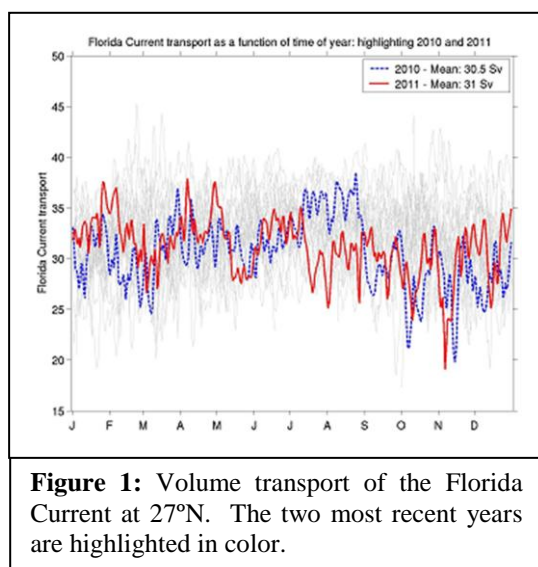 Florida Current transport as a function of time of year: highlighting 2010 and 2011
50
2010 - Mean: 30.5 Sv
2011 - Mean: 31 Sv
45
40
35
30
25
20
15
Florida Current transport
J F M A M J J A S O N D
Figure 1: Volume transport of the Florida
Current at 27ºN. The two most recent years
are highlighted in color.